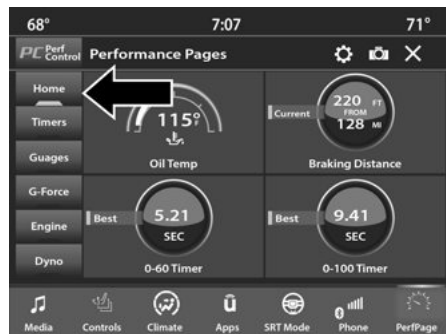 68°
7:07
71°
PC Perf Control
Performance Pages
Home
Timers
Guages
G-Force
Engine
Dyno
115°
Oil Temp
Current
220 FT
FROM
128 MI
Braking Distance
Best
5.21
SEC
0-60 Timer
Best
9.41
SEC
0-100 Timer
Media
Controls
Climate
Apps
SRT Mode
Phone
PerfPage